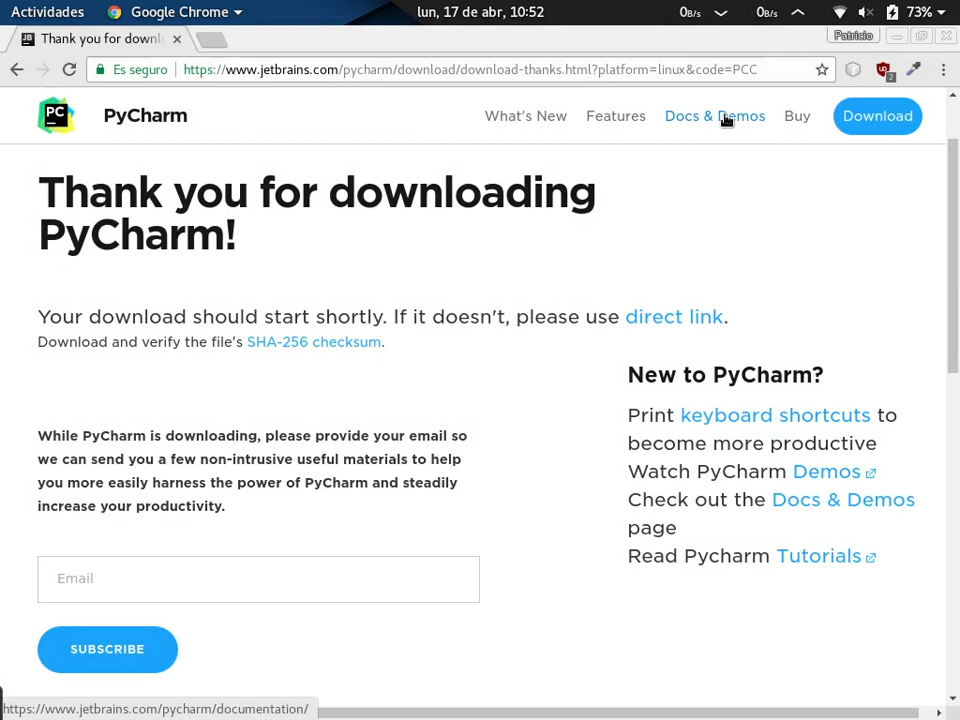 Actividades Google Chrome lun, 17 de abr, 10:52 0B/s 0B/s 73%
JB Thank you for downl Patricio
Es seguro https://www.jetbrains.com/pycharm/download/download-thanks.html?platform=linux&code=PCC 2
PC PyCharm What's New Features Docs & Demos Buy Download
Thank you for downloading
PyCharm!
Your download should start shortly. If it doesn't, please use direct link.
Download and verify the file's SHA-256 checksum.
While PyCharm is downloading, please provide your email so
we can send you a few non-intrusive useful materials to help
you more easily harness the power of PyCharm and steadily
increase your productivity.
Email
SUBSCRIBE
New to PyCharm?
Print keyboard shortcuts to
become more productive
Watch PyCharm Demos
Check out the Docs & Demos
page
Read Pycharm Tutorials
https://www.jetbrains.com/pycharm/documentation/